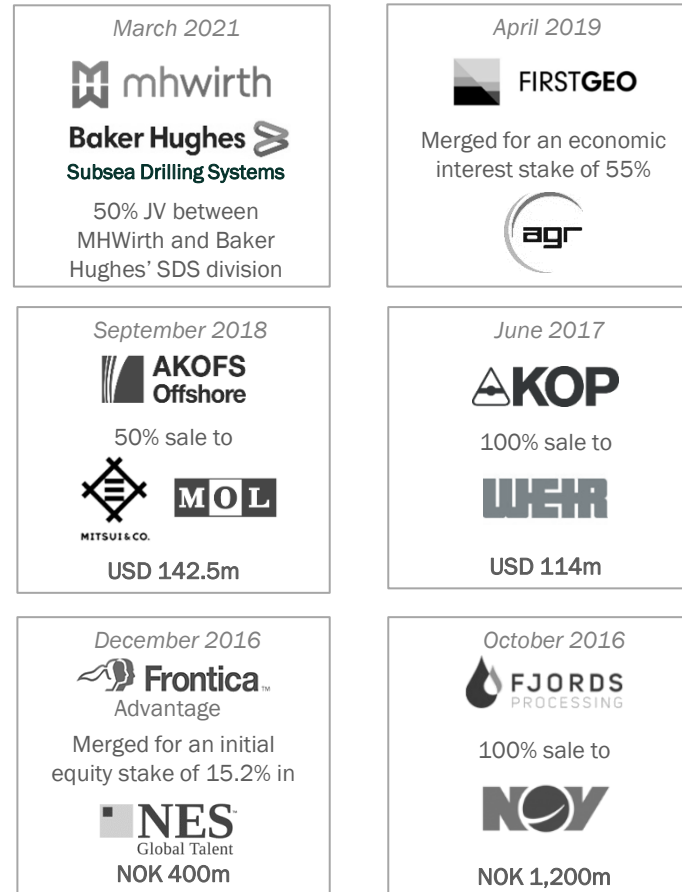 March 2021
mhwirth
Baker Hughes
Subsea Drilling Systems
50% JV between
MHWirth and Baker
Hughes’ SDS division
April 2019
FIRSTGEO
Merged for an economic
interest stake of 55%
agr
September 2018
AKOFS
Offshore
50% sale to
MITSUI & CO.
MOL
USD 142.5m
June 2017
AKOP
100% sale to
WEIR
USD 114m
December 2016
Frontica™
Advantage
Merged for an initial
equity stake of 15.2% in
NES™
Global Talent
NOK 400m
October 2016
FJORDS
PROCESSING
100% sale to
NOV
NOK 1,200m